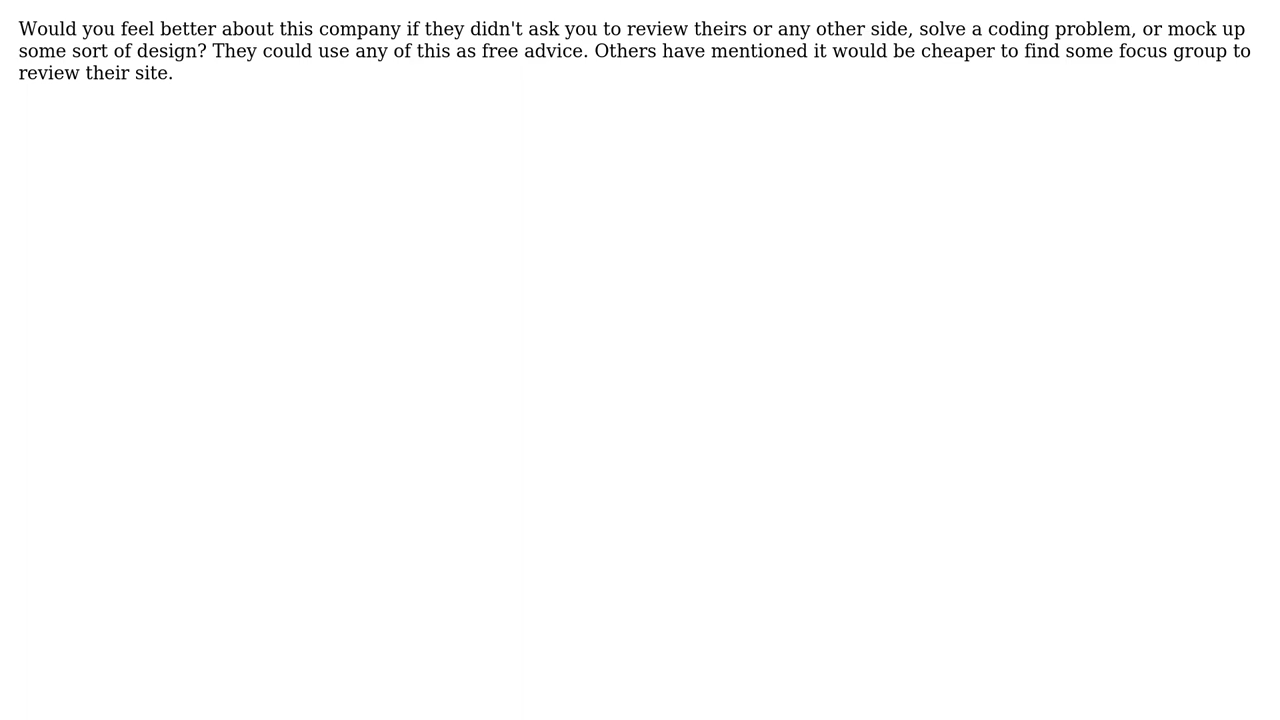 Would you feel better about this company if they didn't ask you to review theirs or any other side, solve a coding problem, or mock up
some sort of design? They could use any of this as free advice. Others have mentioned it would be cheaper to find some focus group to
review their site.